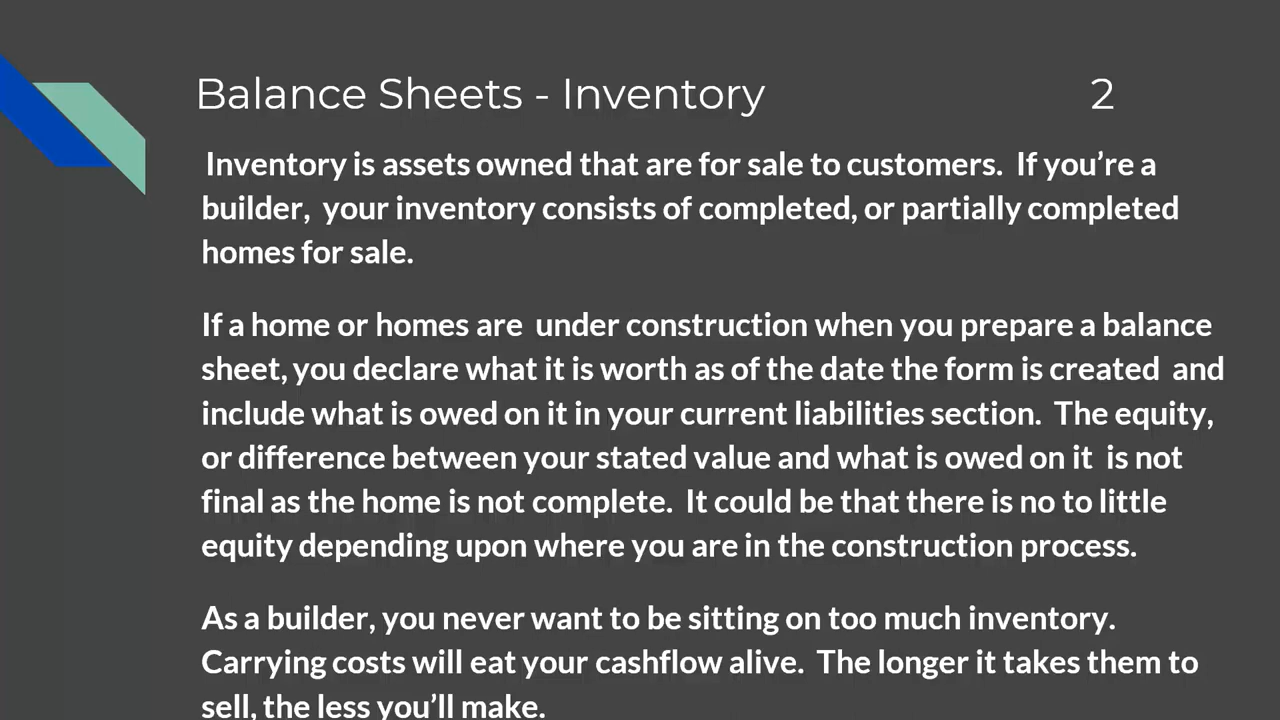 Balance Sheets - Inventory 2
Inventory is assets owned that are for sale to customers.  If you’re a
builder,  your inventory consists of completed, or partially completed
homes for sale.
If a home or homes are  under construction when you prepare a balance
sheet, you declare what it is worth as of the date the form is created  and
include what is owed on it in your current liabilities section.  The equity,
or difference between your stated value and what is owed on it  is not
final as the home is not complete.  It could be that there is no to little
equity depending upon where you are in the construction process.
As a builder, you never want to be sitting on too much inventory.
Carrying costs will eat your cashflow alive.  The longer it takes them to
sell, the less you’ll make.